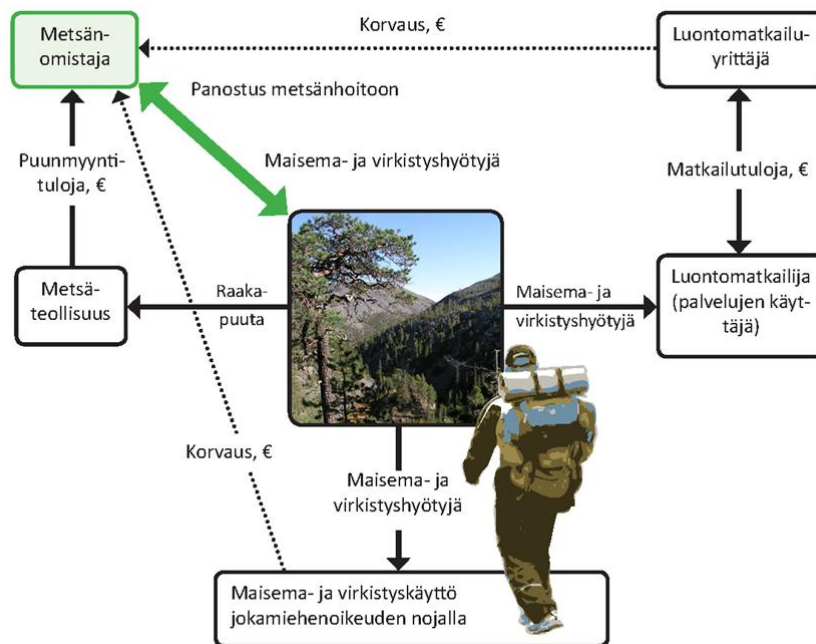 Metsän-
omistaja
Korvaus, €
Luontomatkailu-
yrittäjä
Panostus metsänhoitoon
Puunmyynti-
tuloja, €
Maisema- ja virkistyshyötyjä
Matkailutuloja, €
Metsä-
teollisuus
Raaka-
puuta
Maisema- ja
virkistyshyötyjä
Luontomatkailija
(palvelujen käyt-
täjä)
Korvaus, €
Maisema- ja
virkistyshyötyjä
Maisema- ja virkistyskäyttö
jokamiehenoikeuden nojalla